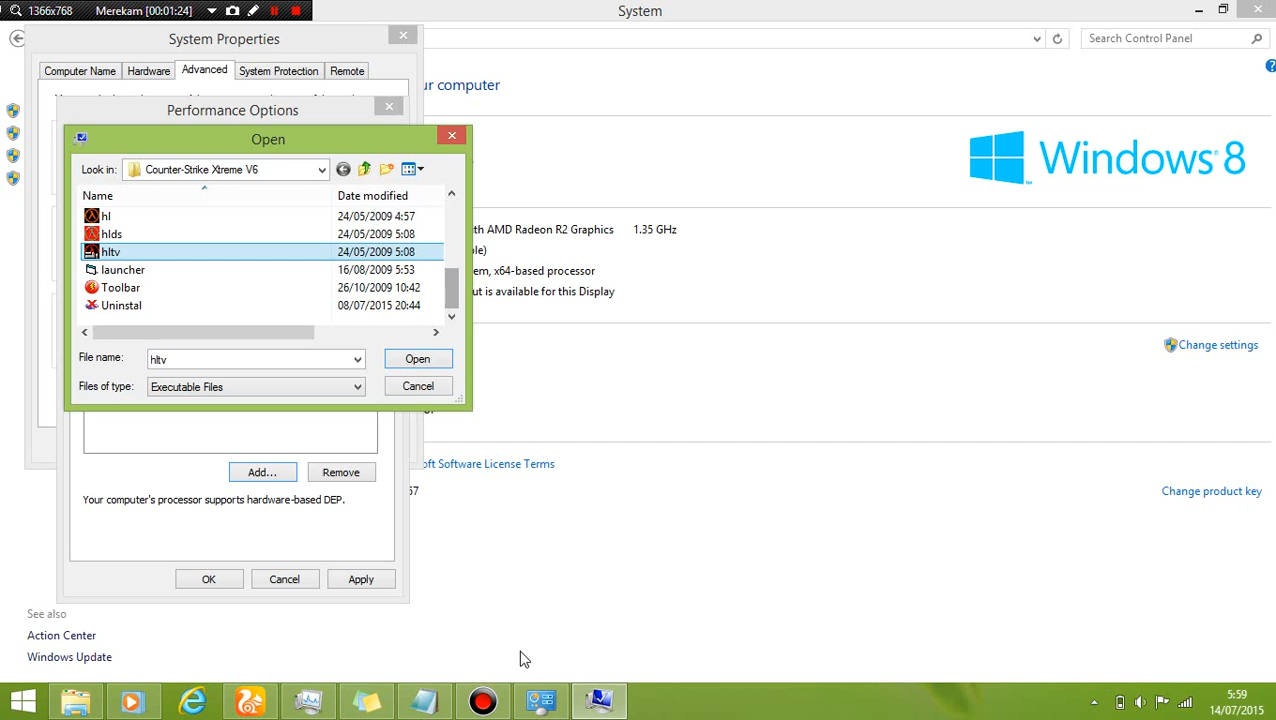 1366x768 Merekam [00:01:24]
System
System Properties
Search Control Panel
Computer Name Hardware Advanced System Protection Remote
ur computer
Performance Options
Open
Look in: Counter-Strike Xtreme V6
Windows 8
Name Date modified
hl 24/05/2009 4:57
hlds 24/05/2009 5:08
hltv 24/05/2009 5:08
launcher 16/08/2009 5:53
Toolbar 26/10/2009 10:42
Uninstal 08/07/2015 20:44
th AMD Radeon R2 Graphics 1.35 GHz
le)
stem, x64-based processor
ut is available for this Display
File name: hltv Open
Files of type: Executable Files Cancel
Change settings
Add... Remove
oft Software License Terms
Your computer's processor supports hardware-based DEP.
67
Change product key
OK Cancel Apply
See also
Action Center
Windows Update
5:59
14/07/2015